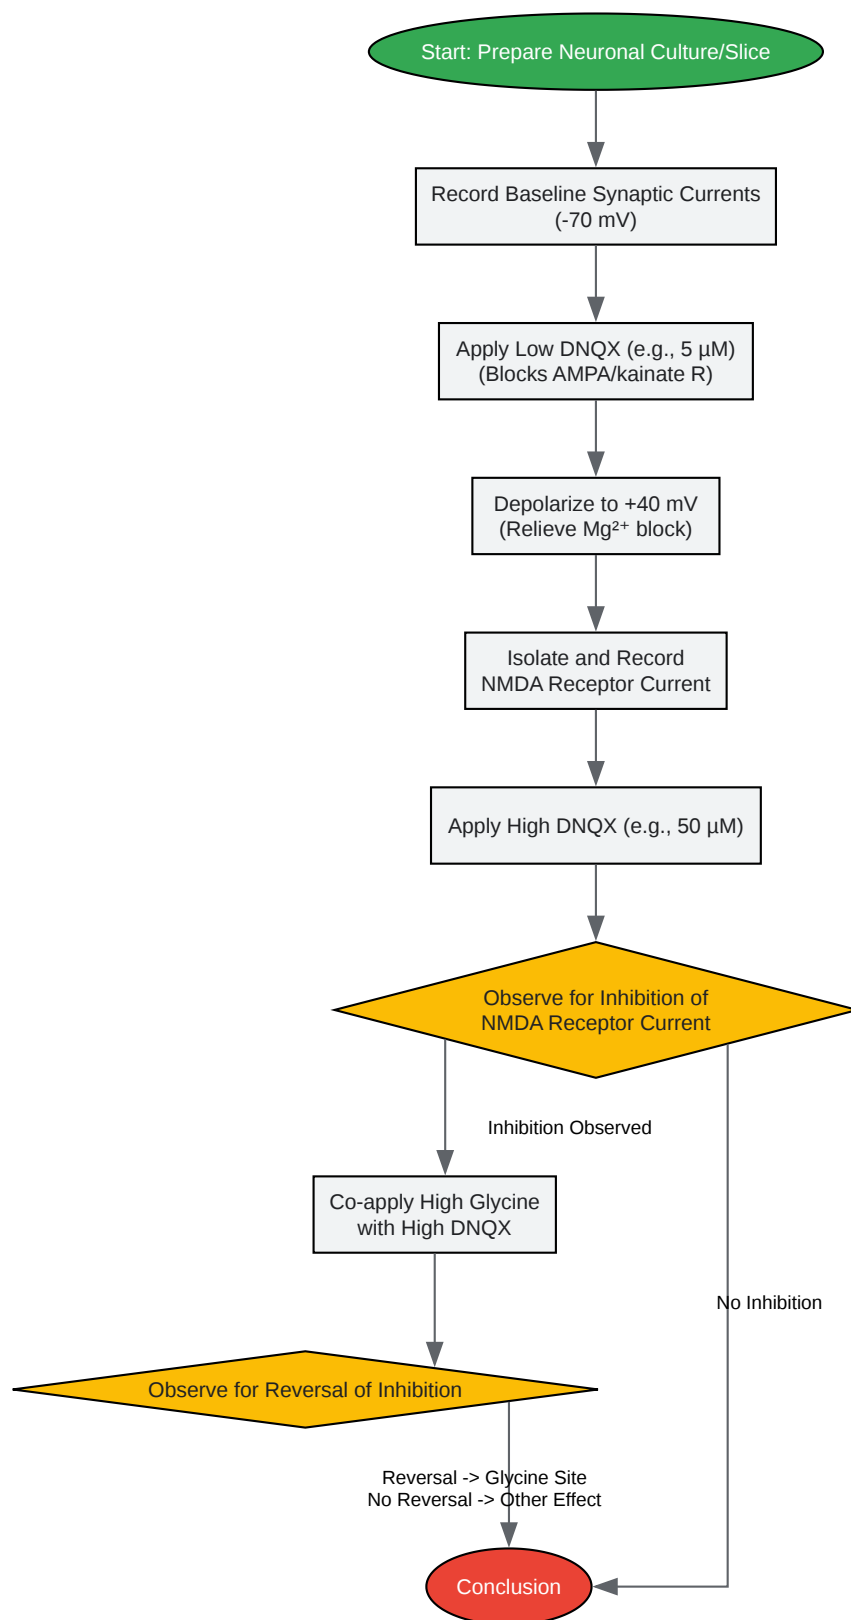 Start: Prepare Neuronal Culture/Slice
Record Baseline Synaptic Currents
(-70 mV)
Apply Low DNQX (e.g., 5 µM)
(Blocks AMPA/kainate R)
Depolarize to +40 mV
(Relieve Mg²⁺ block)
Isolate and Record
NMDA Receptor Current
Apply High DNQX (e.g., 50 µM)
Observe for Inhibition of
NMDA Receptor Current
Inhibition Observed
Co-apply High Glycine
with High DNQX
No Inhibition
Observe for Reversal of Inhibition
Reversal -> Glycine Site
No Reversal -> Other Effect
Conclusion